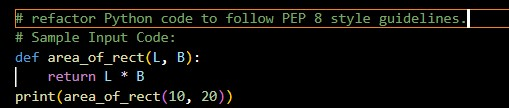 # refactor Python code to follow PEP 8 style guidelines.
# Sample Input Code:
def area_of_rect(L, B):
    return L * B
print(area_of_rect(10, 20))